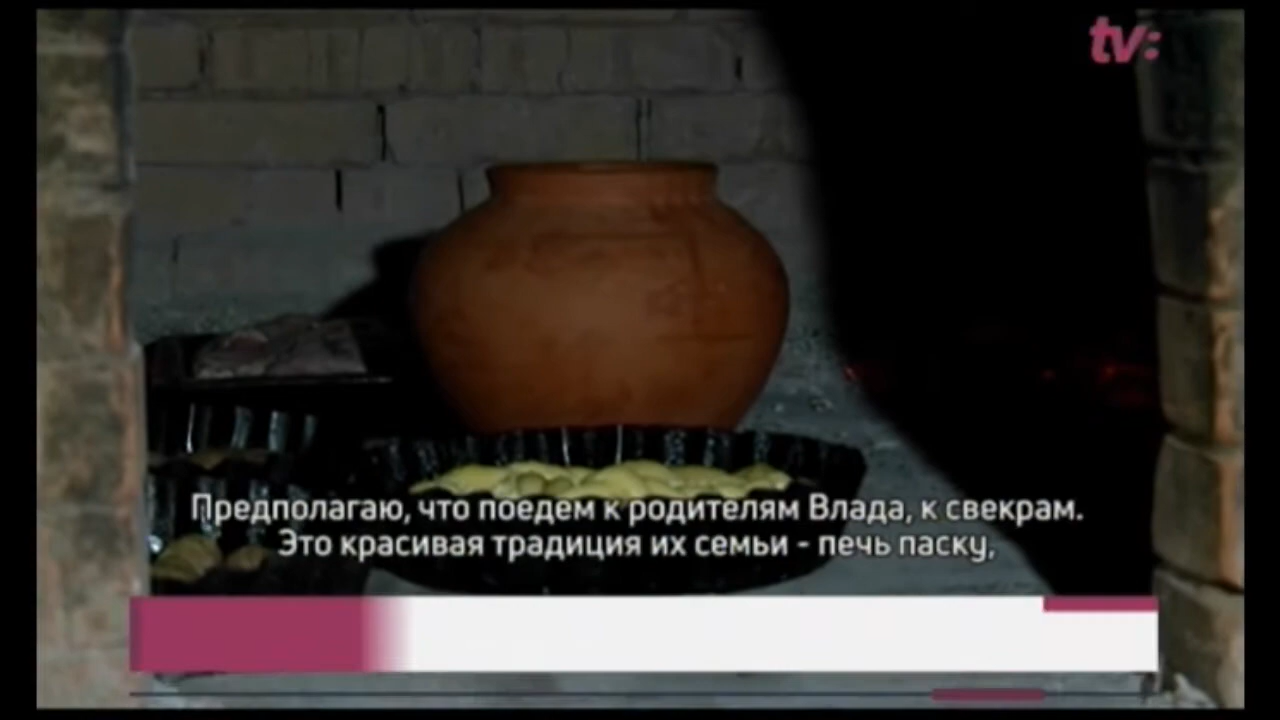 tv:
Предполагаю, что поедем к родителям Влада, к свекрам.
Это красивая традиция их семьи - печь паску,